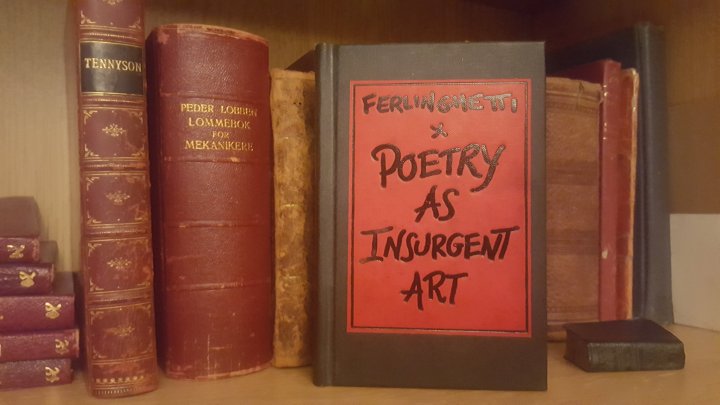 TENNYSON
PEDER LOBBEN
LOMMEBOK
FOR
MEKANIKERE
FERLINGHETTI
X
POETRY
AS
INSURGENT
ART